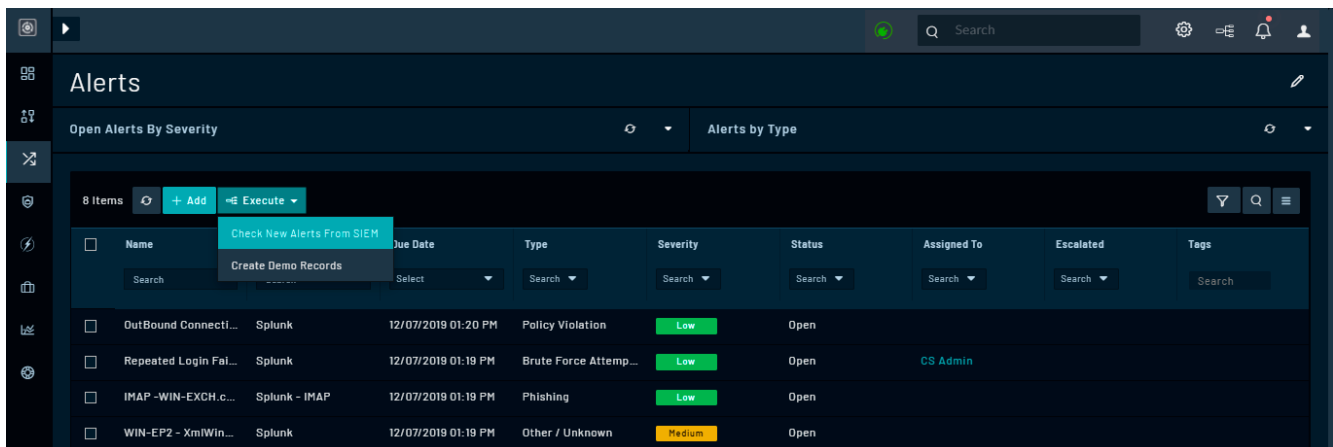 Search
Alerts
Open Alerts By Severity
Alerts by Type
8 Items
+ Add
Execute
Check New Alerts From SIEM
Create Demo Records
Name Due Date Type Severity Status Assigned To Escalated Tags
Search Select Search Search Search Search Search Search
OutBound Connecti... Splunk 12/07/2019 01:20 PM Policy Violation Low Open
Repeated Login Fai... Splunk 12/07/2019 01:19 PM Brute Force Attemp... Low Open CS Admin
IMAP -WIN-EXCH.c... Splunk - IMAP 12/07/2019 01:19 PM Phishing Low Open
WIN-EP2 - XmlWin... Splunk 12/07/2019 01:19 PM Other / Unknown Medium Open